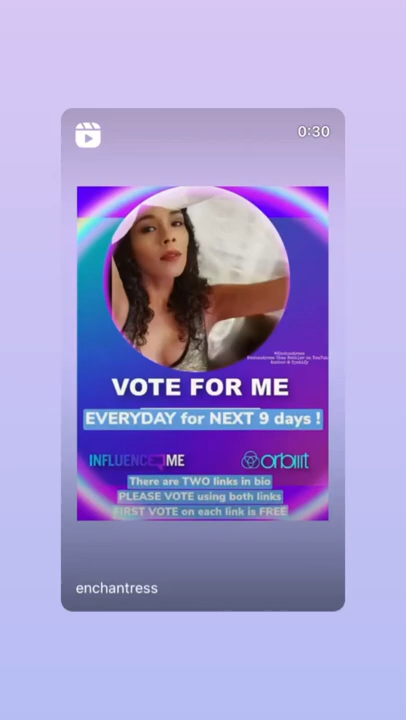 0:30
VOTE FOR ME
EVERYDAY for NEXT 9 days !
INFLUENCE ME
orbiiit
There are TWO links in bio
PLEASE VOTE using both links
FIRST VOTE on each link is FREE
enchantress